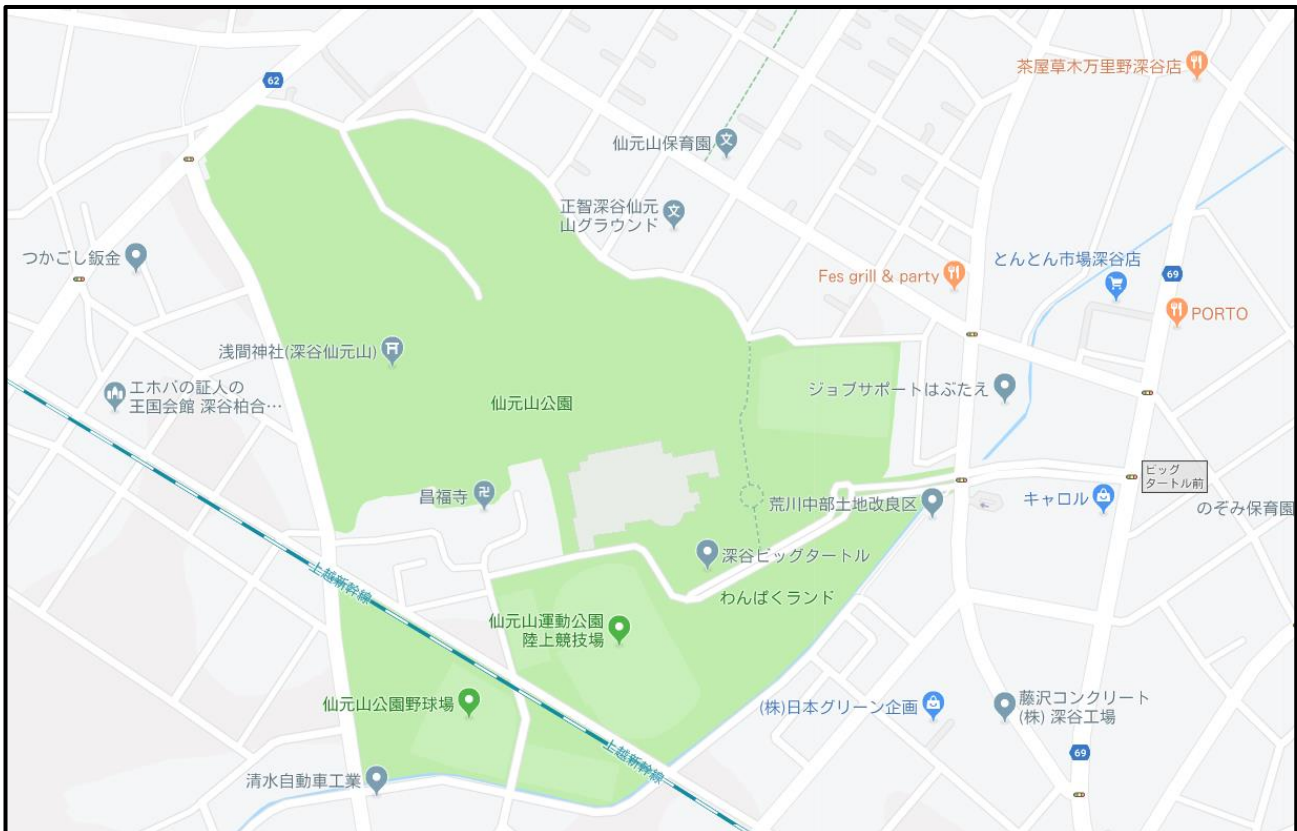 62
茶屋草木万里野深谷店
仙元山保育園
文
正智深谷仙元
山グラウンド
文
つかごし鈑金
Fes grill & party
とんとん市場深谷店
69
PORTO
浅間神社(深谷仙元山)
エホバの証人の
王国会館 深谷柏合…
仙元山公園
ジョブサポートはぶたえ
ビッグ
タートル前
昌福寺
卍
荒川中部土地改良区
キャロル
のぞみ保育園
深谷ビッグタートル
上越新幹線
わんぱくランド
仙元山運動公園
陸上競技場
仙元山公園野球場
(株)日本グリーン企画
藤沢コンクリート
(株) 深谷工場
上越新幹線
69
清水自動車工業